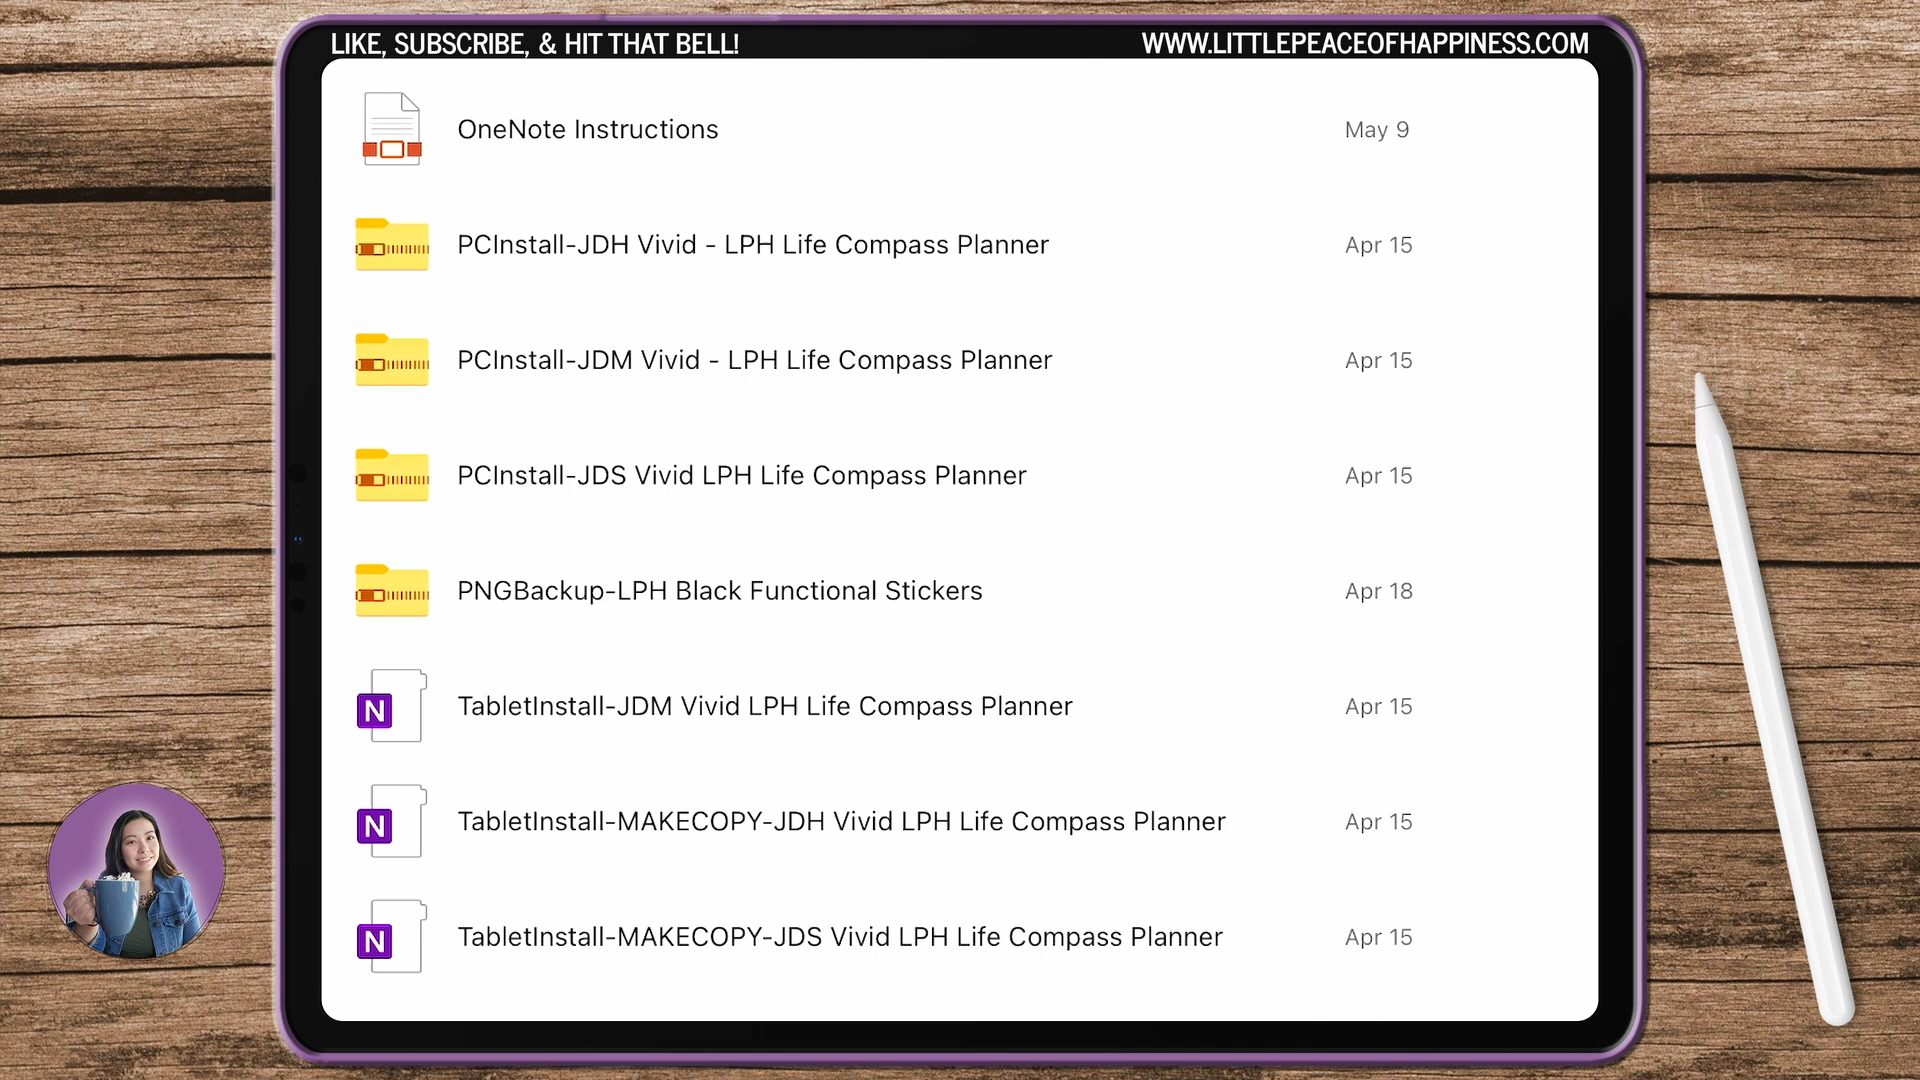 LIKE, SUBSCRIBE, & HIT THAT BELL!
WWW.LITTLEPEACEOFHAPPINESS.COM
OneNote Instructions May 9
PCInstall-JDH Vivid - LPH Life Compass Planner Apr 15
PCInstall-JDM Vivid - LPH Life Compass Planner Apr 15
PCInstall-JDS Vivid LPH Life Compass Planner Apr 15
PNGBackup-LPH Black Functional Stickers Apr 18
N TabletInstall-JDM Vivid LPH Life Compass Planner Apr 15
N TabletInstall-MAKECOPY-JDH Vivid LPH Life Compass Planner Apr 15
N TabletInstall-MAKECOPY-JDS Vivid LPH Life Compass Planner Apr 15